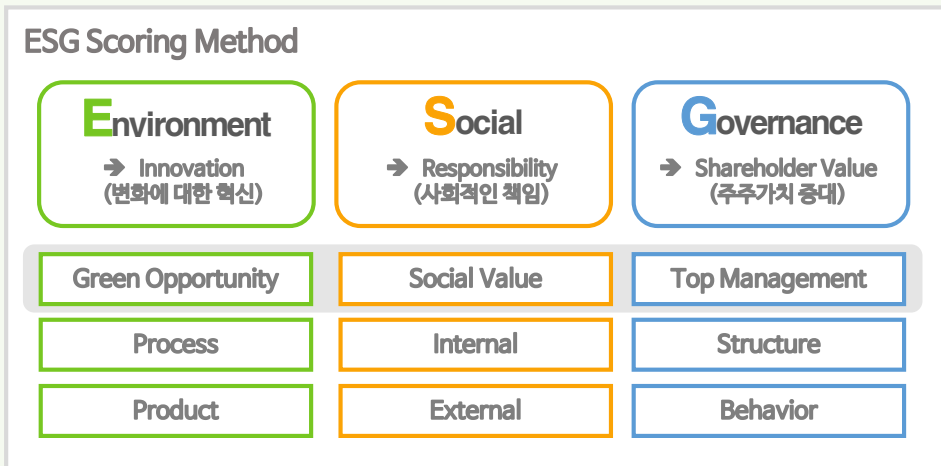 ESG Scoring Method
Environment
➔ Innovation
(변화에 대한 혁신)
Social
➔ Responsibility
(사회적인 책임)
Governance
➔ Shareholder Value
(주주가치 증대)
Green Opportunity
Social Value
Top Management
Process
Internal
Structure
Product
External
Behavior